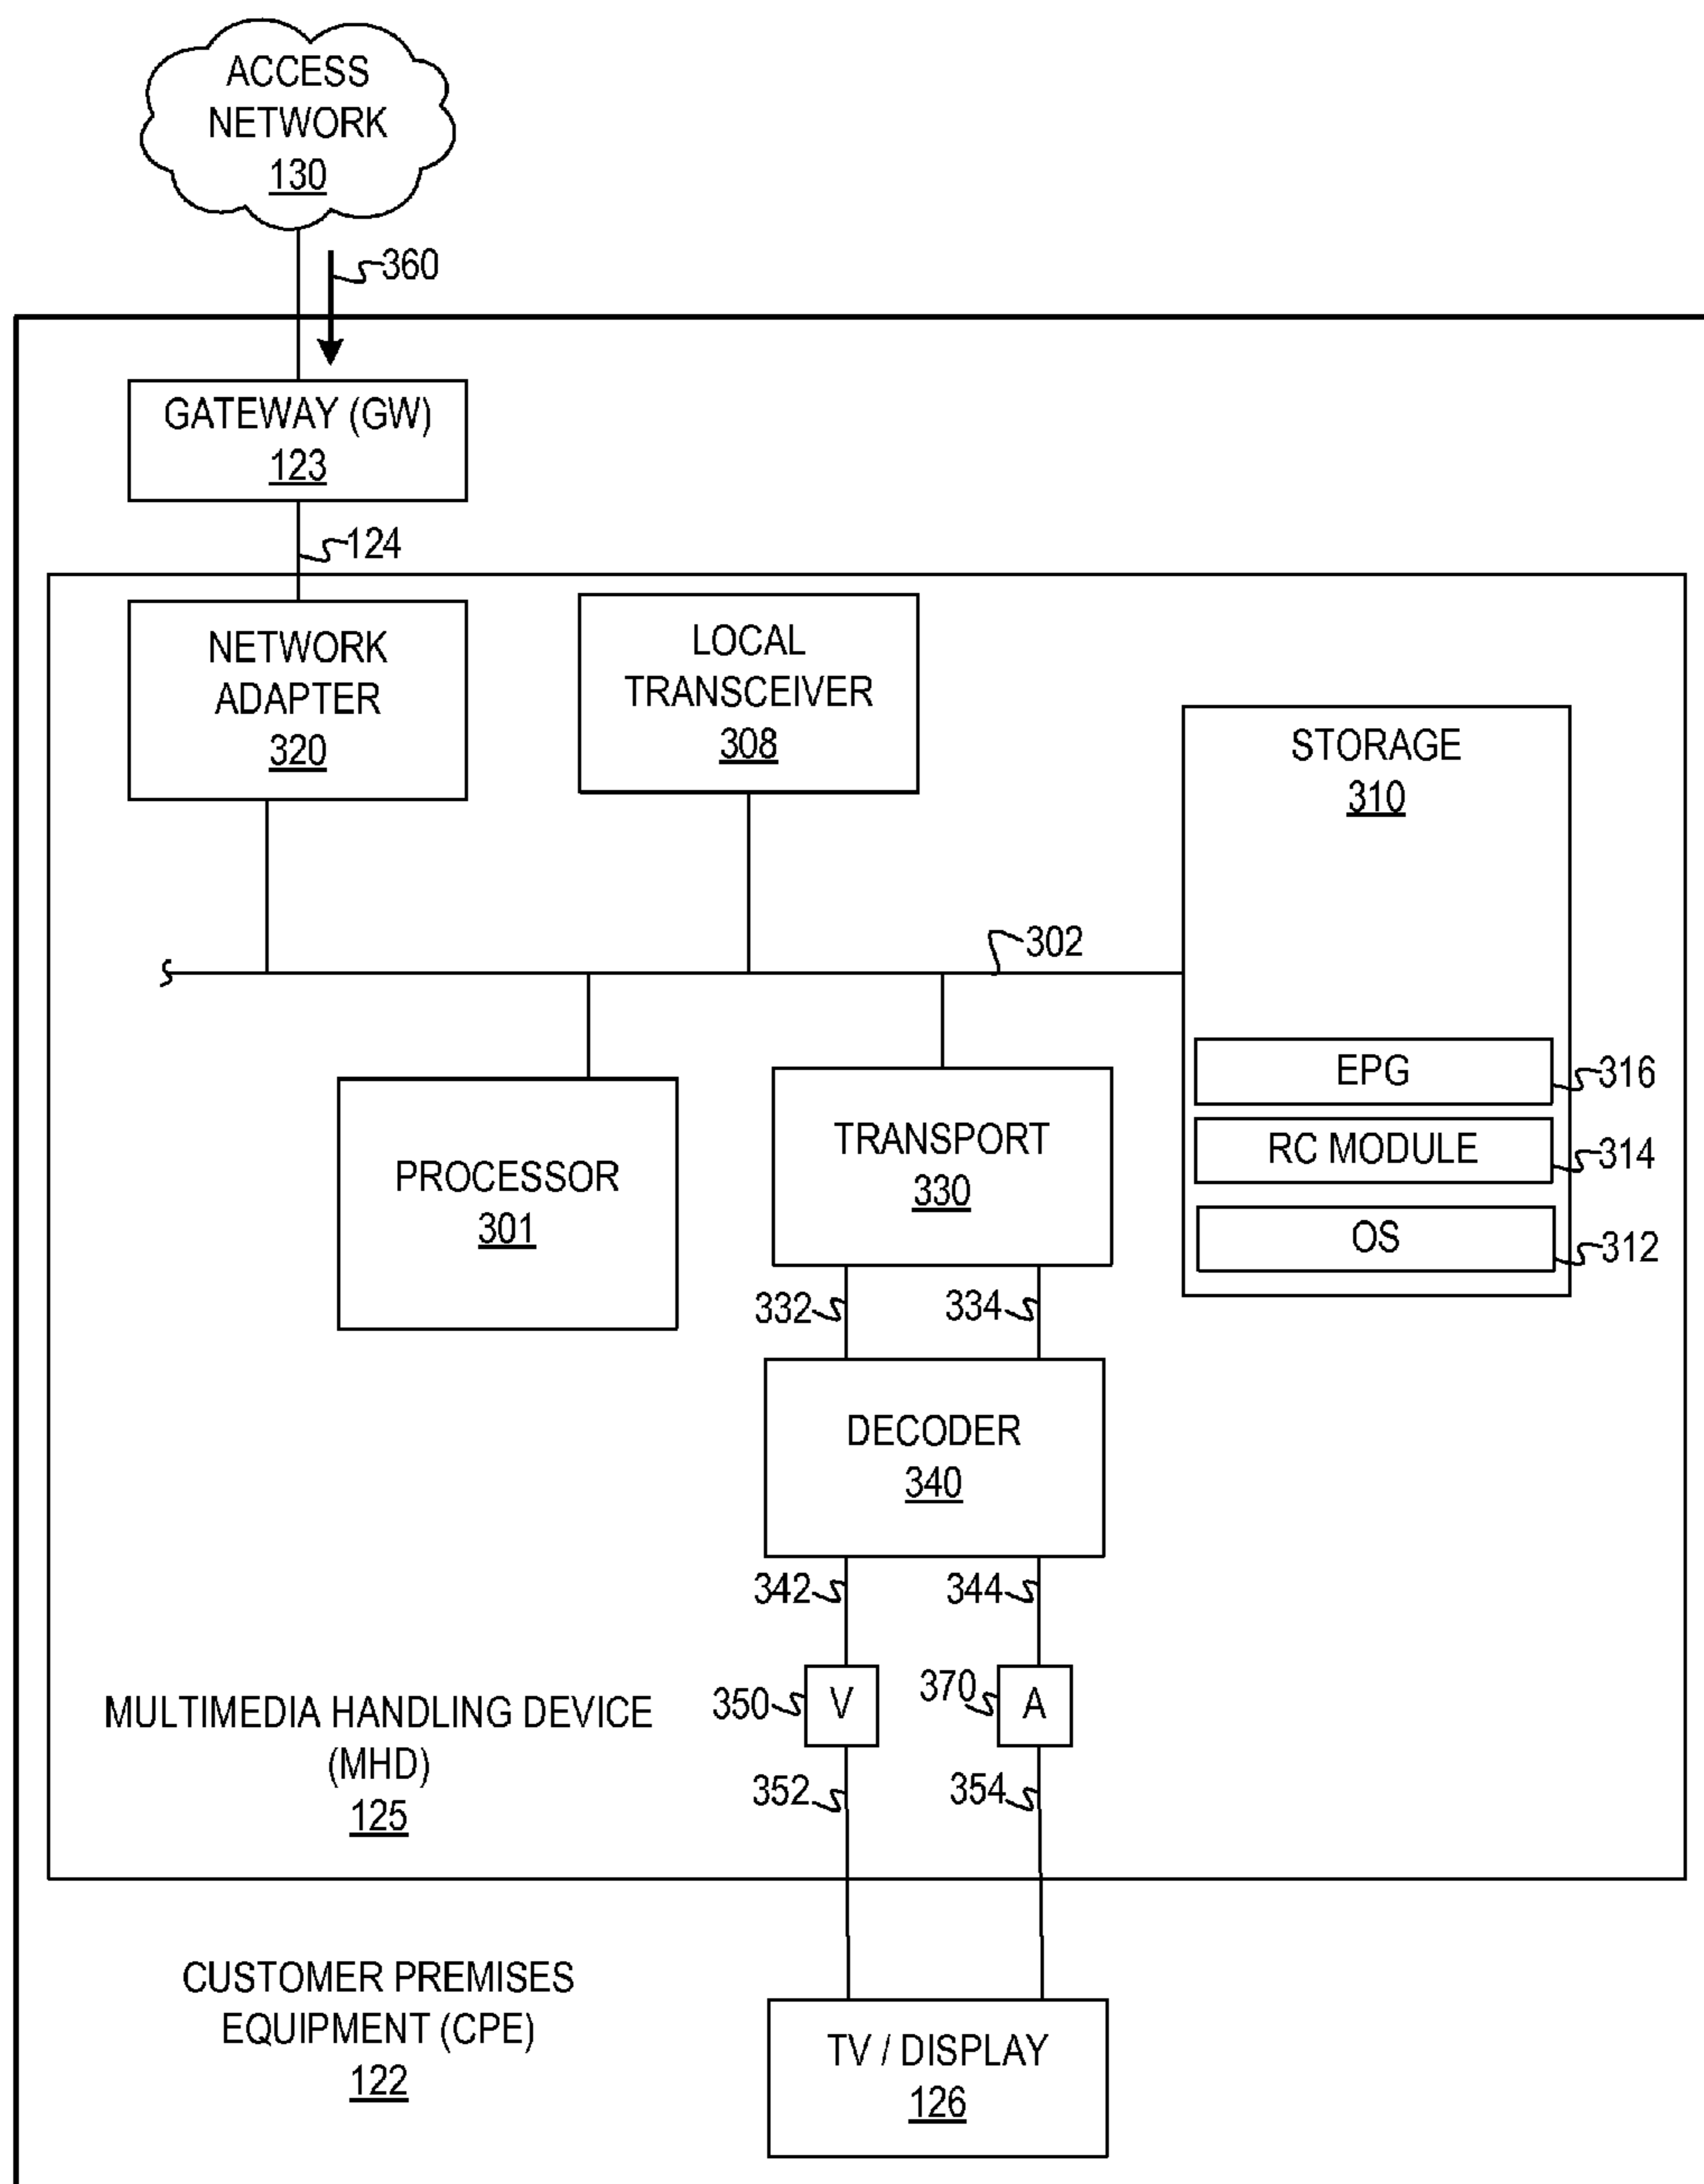 ACCESS
NETWORK
130
360
GATEWAY (GW)
123
124
NETWORK
ADAPTER
320
LOCAL
TRANSCEIVER
308
STORAGE
310
302
EPG
316
RC MODULE
314
OS
312
PROCESSOR
301
TRANSPORT
330
332
334
DECODER
340
342
344
350
V
370
A
352
354
MULTIMEDIA HANDLING DEVICE
(MHD)
125
CUSTOMER PREMISES
EQUIPMENT (CPE)
122
TV / DISPLAY
126